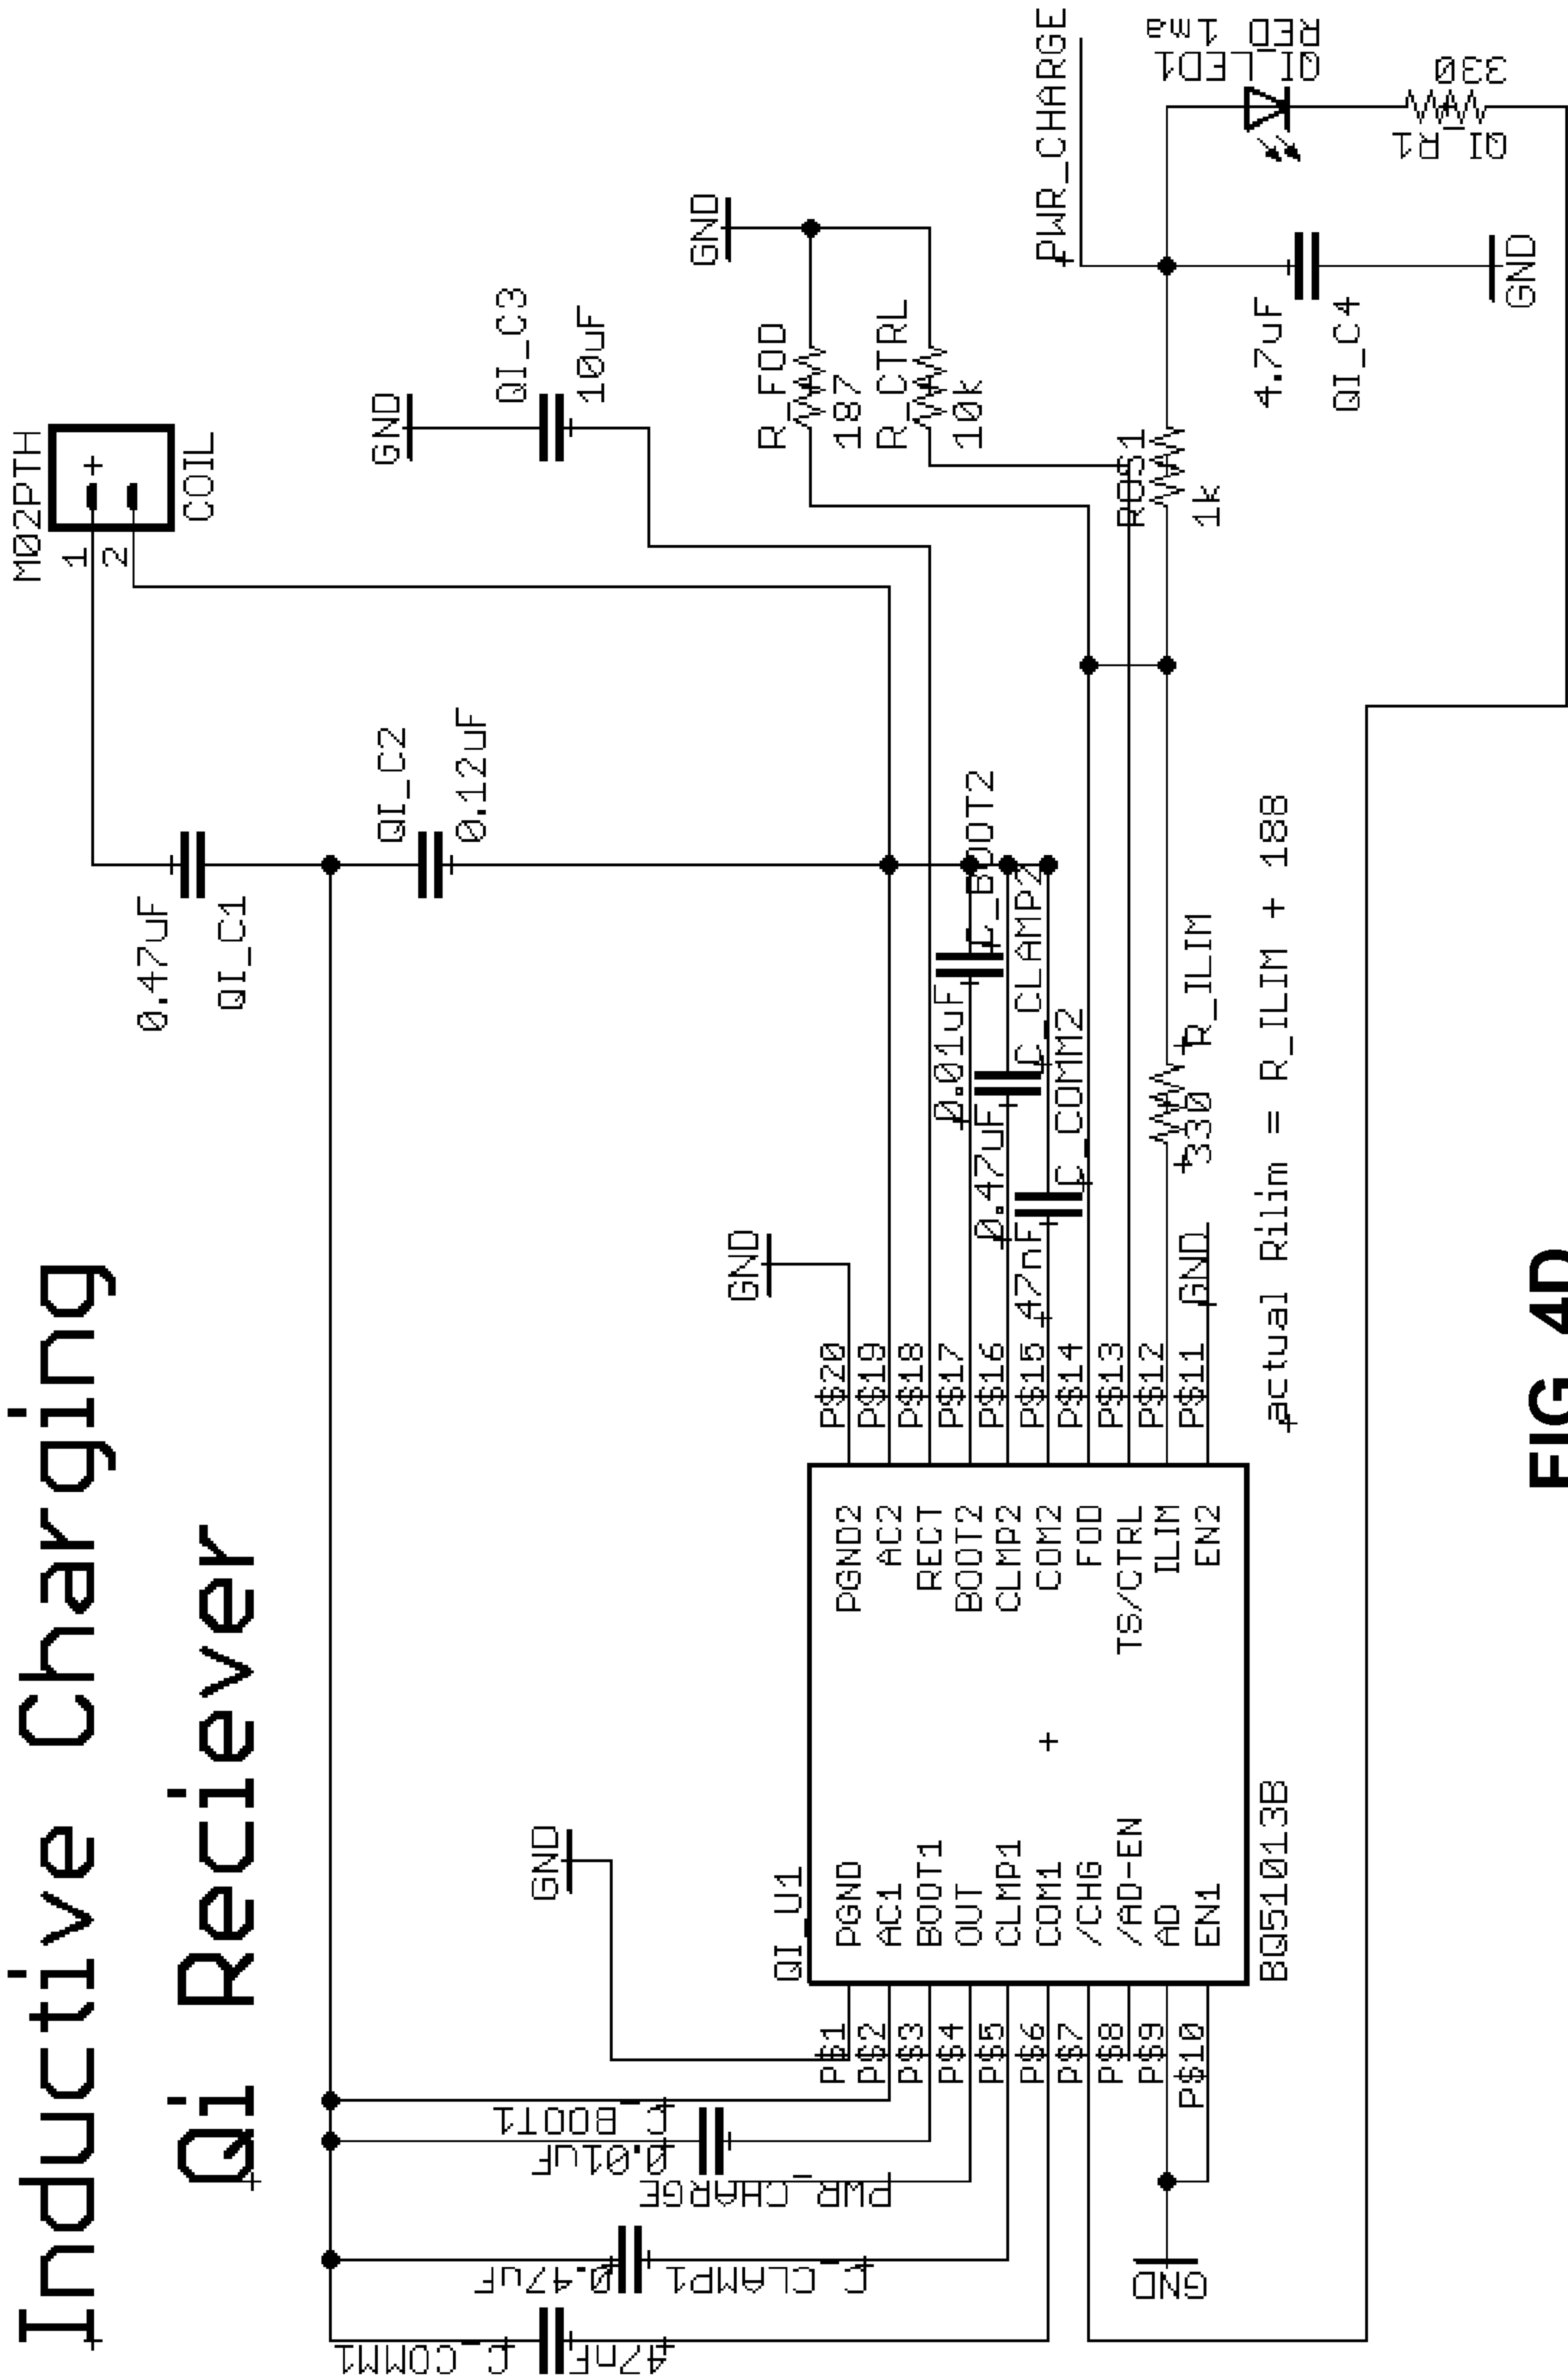 Inductive Charging
Qi Reciever
M02PTH
1
2
COIL
0.47uF
QI_C1
QI_C2
0.12uF
GND
QI_C3
10uF
GND
R_FOD
187
R_CTRL
10k
PWR_CHARGE
QI_LED1
RED 1ma
QI_R1
330
ROS1
1k
4.7uF
QI_C4
GND
C_BOOT2
0.01uF
C_CLAMP2
0.47uF
C_COMM2
47nF
R_ILIM
330
GND
actual Rilim = R_ILIM + 188
GND
P$20
P$19
P$18
P$17
P$16
P$15
P$14
P$13
P$12
P$11
GND
QI_U1
PGND
AC1
BOOT1
OUT
CLMP1
COM1
/CHG
/AD-EN
AD
EN1
PGND2
AC2
RECT
BOOT2
CLMP2
COM2
FOD
TS/CTRL
ILIM
EN2
BQ51013B
P$1
P$2
P$3
P$4
P$5
P$6
P$7
P$8
P$9
P$10
C_BOOT1
0.01uF
PWR_CHARGE
C_CLAMP1
0.47uF
C_COMM1
47nF
GND
FIG. 4D